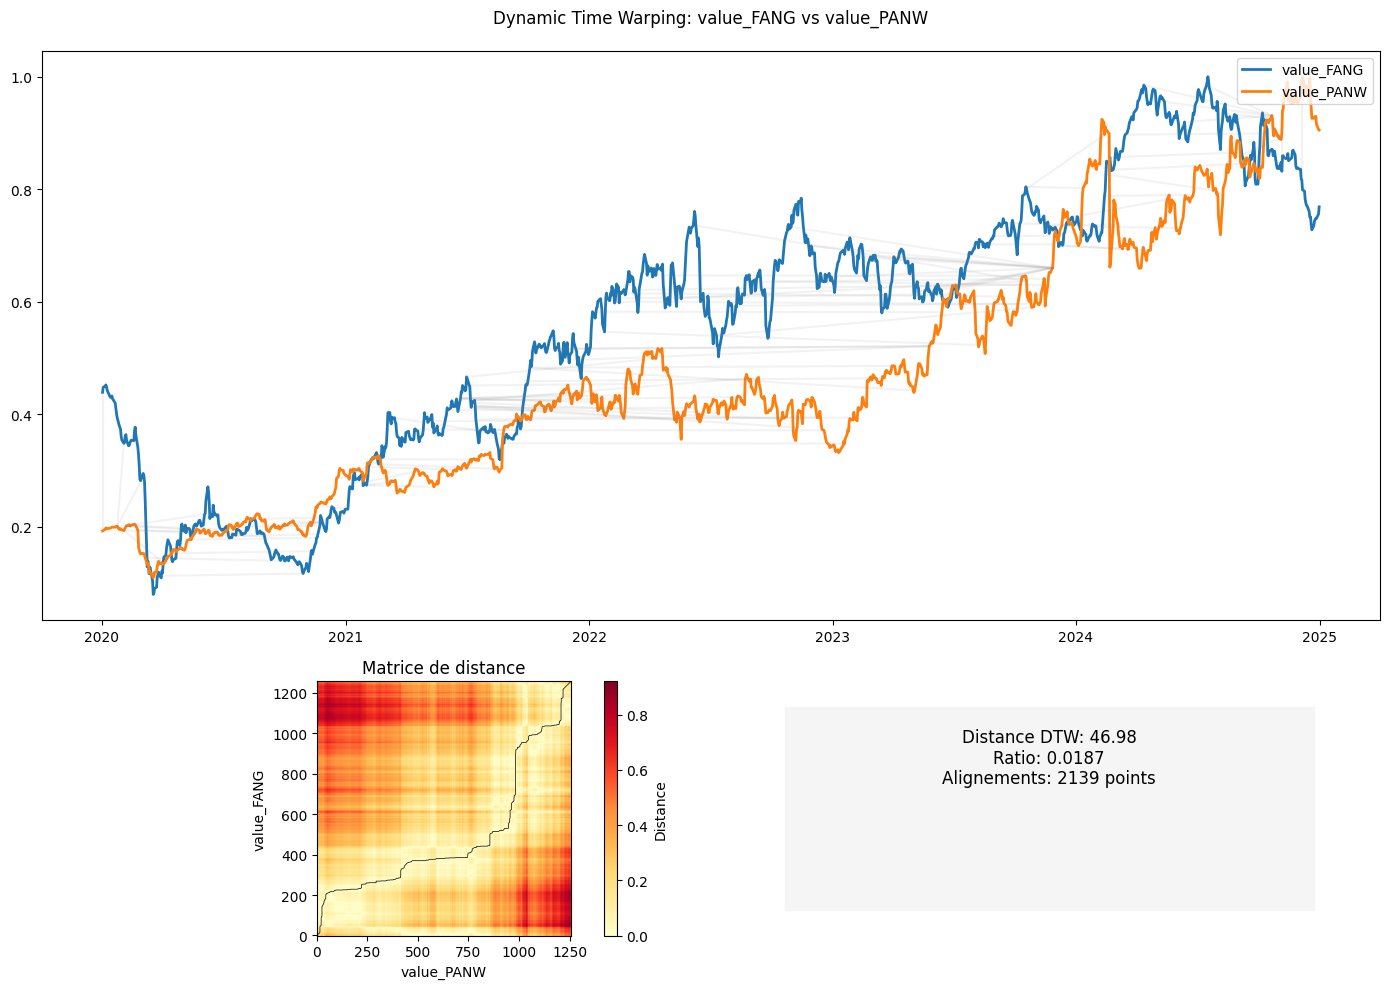 Dynamic Time Warping: value_FANG vs value_PANW
value_FANG
value_PANW
1.0
0.8
0.6
0.4
0.2
2020 2021 2022 2023 2024 2025
Matrice de distance
1200
1000
800
600
400
200
0
value_FANG
0 250 500 750 1000 1250
value_PANW
0.8
0.6
0.4
0.2
0.0
Distance
Distance DTW: 46.98
Ratio: 0.0187
Alignements: 2139 points